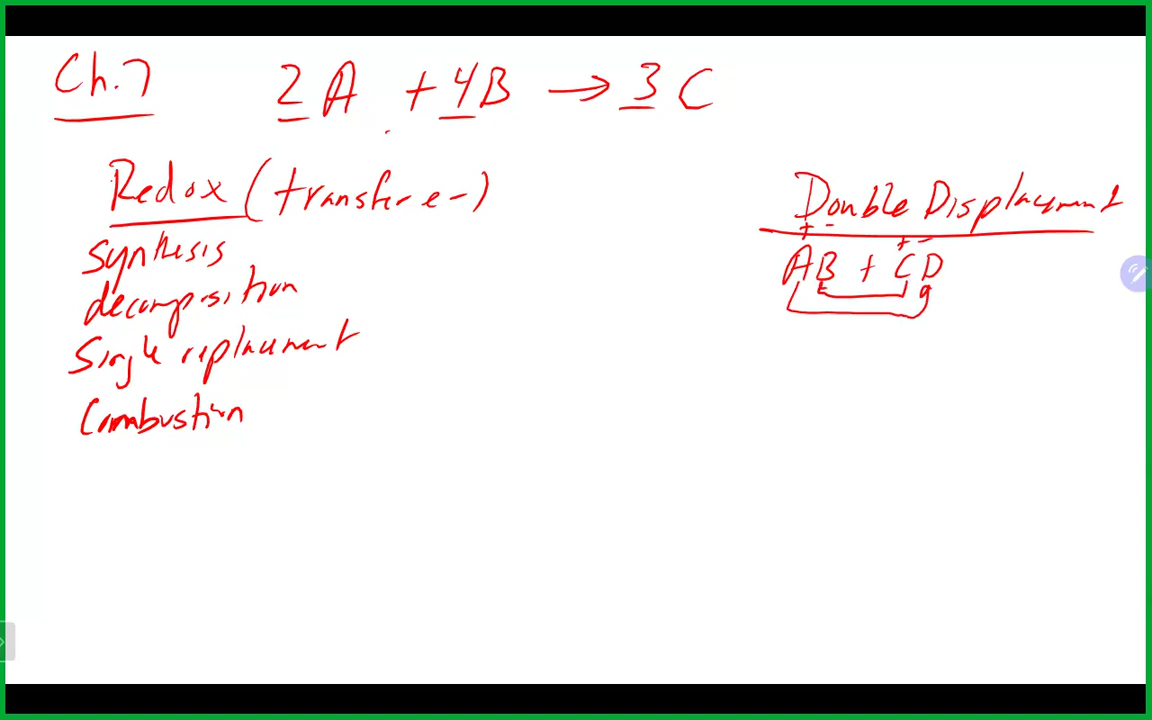 Ch.7
2A + 4B → 3C
Redox (transfer e-)
synthesis
decomposition
Single replacement
Combustion
Double Displacement
+ - + -
AB + CD